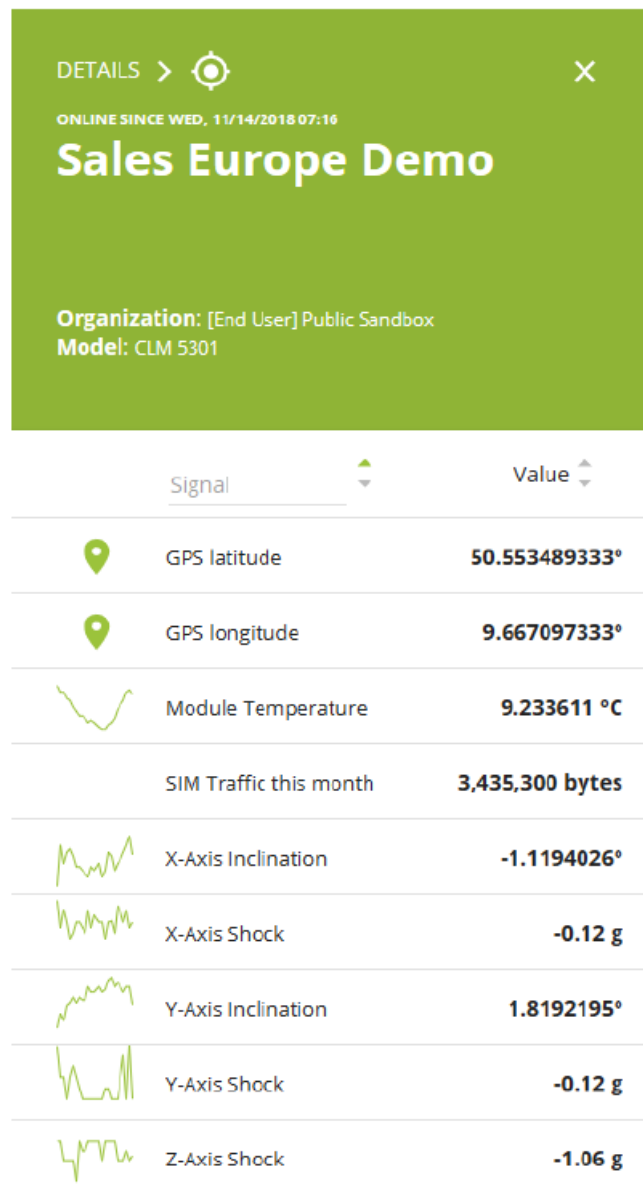 DETAILS
ONLINE SINCE WED, 11/14/2018 07:16
Sales Europe Demo
Organization: [End User] Public Sandbox
Model: CLM 5301
Signal Value
GPS latitude 50.553489333°
GPS longitude 9.667097333°
Module Temperature 9.233611 °C
SIM Traffic this month 3,435,300 bytes
X-Axis Inclination -1.1194026°
X-Axis Shock -0.12 g
Y-Axis Inclination 1.8192195°
Y-Axis Shock -0.12 g
Z-Axis Shock -1.06 g